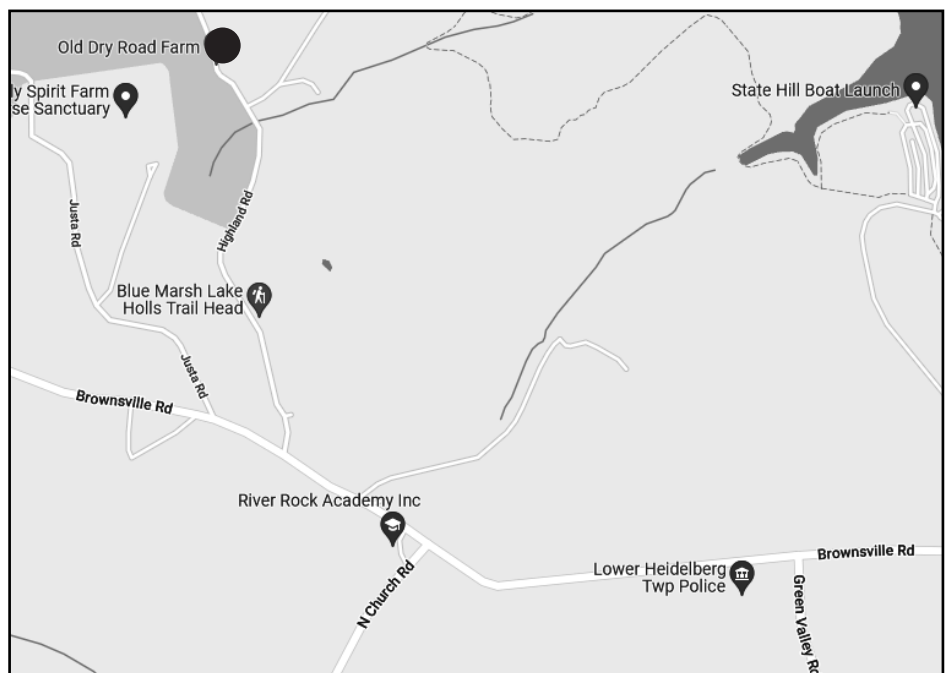 Old Dry Road Farm
ly Spirit Farm
se Sanctuary
State Hill Boat Launch
Justa Rd
Highland Rd
Blue Marsh Lake
Holls Trail Head
Justa Rd
Brownsville Rd
River Rock Academy Inc
Brownsville Rd
Lower Heidelberg
Twp Police
N Church Rd
Green Valley Rd